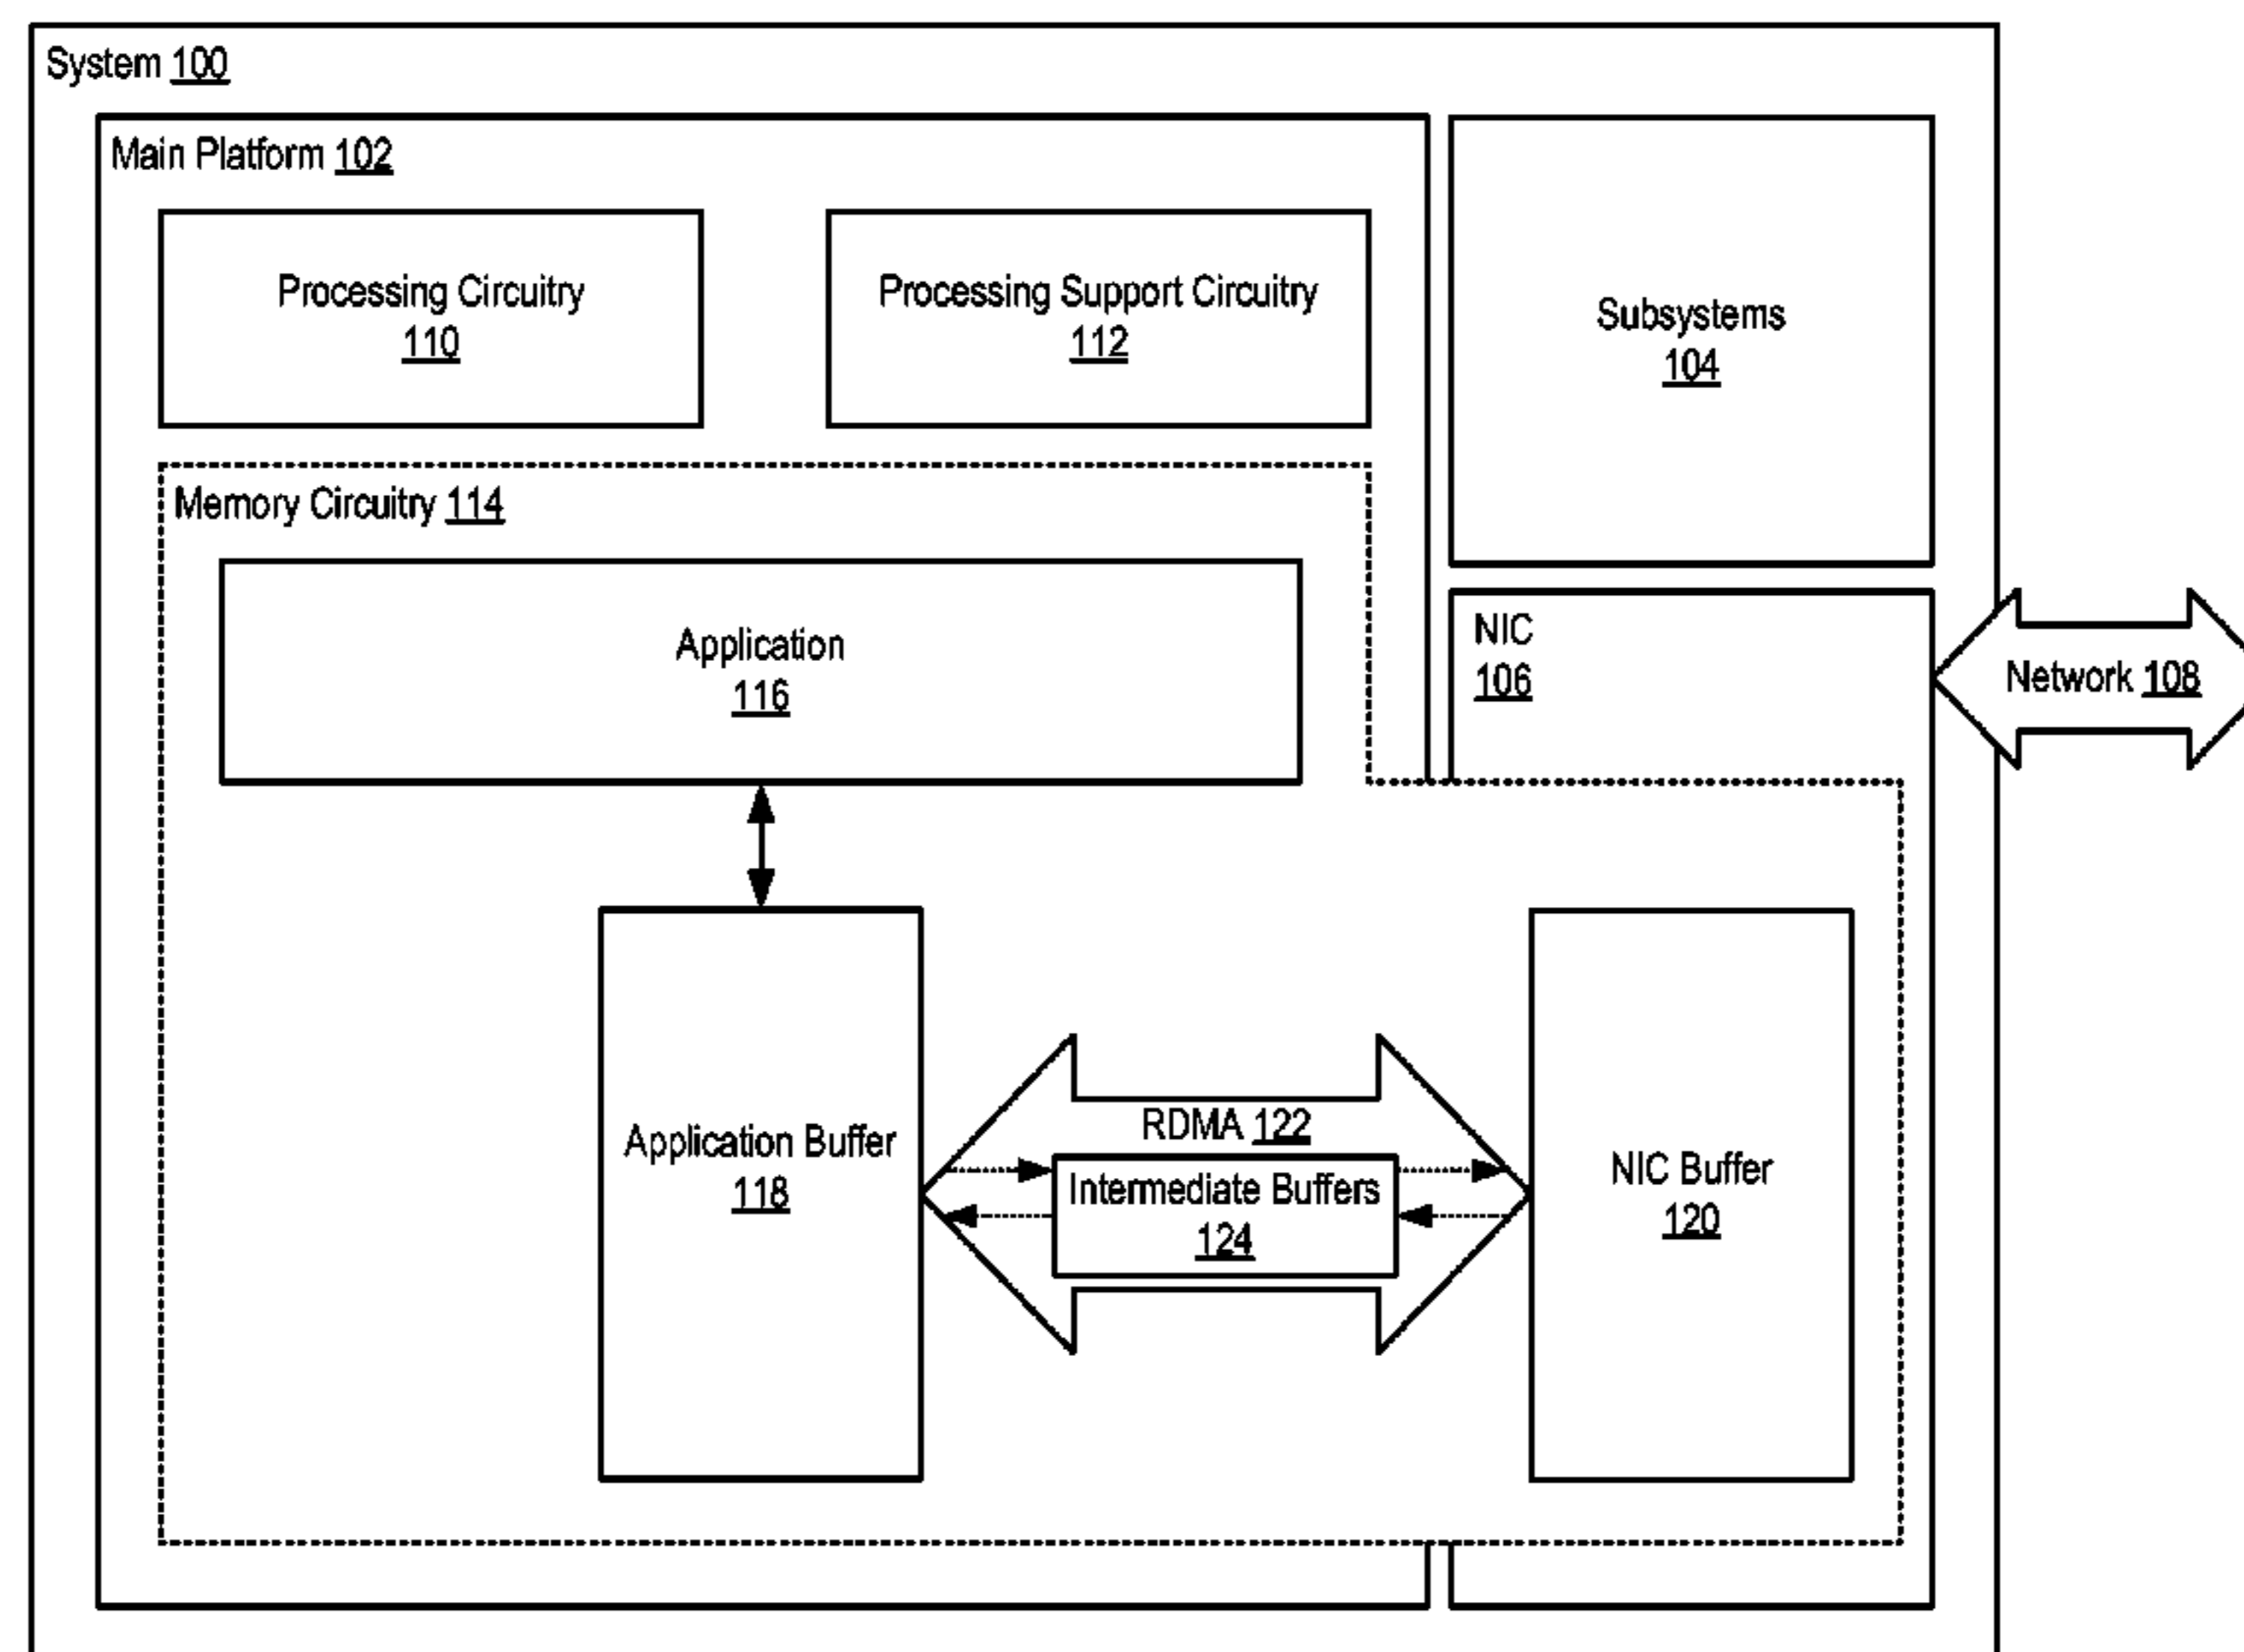 System 100
Main Platform 102
Processing Circuitry
110
Processing Support Circuitry
112
Subsystems
104
Memory Circuitry 114
Application
116
NIC
106
Network 108
Application Buffer
118
RDMA 122
Intermediate Buffers
124
NIC Buffer
120